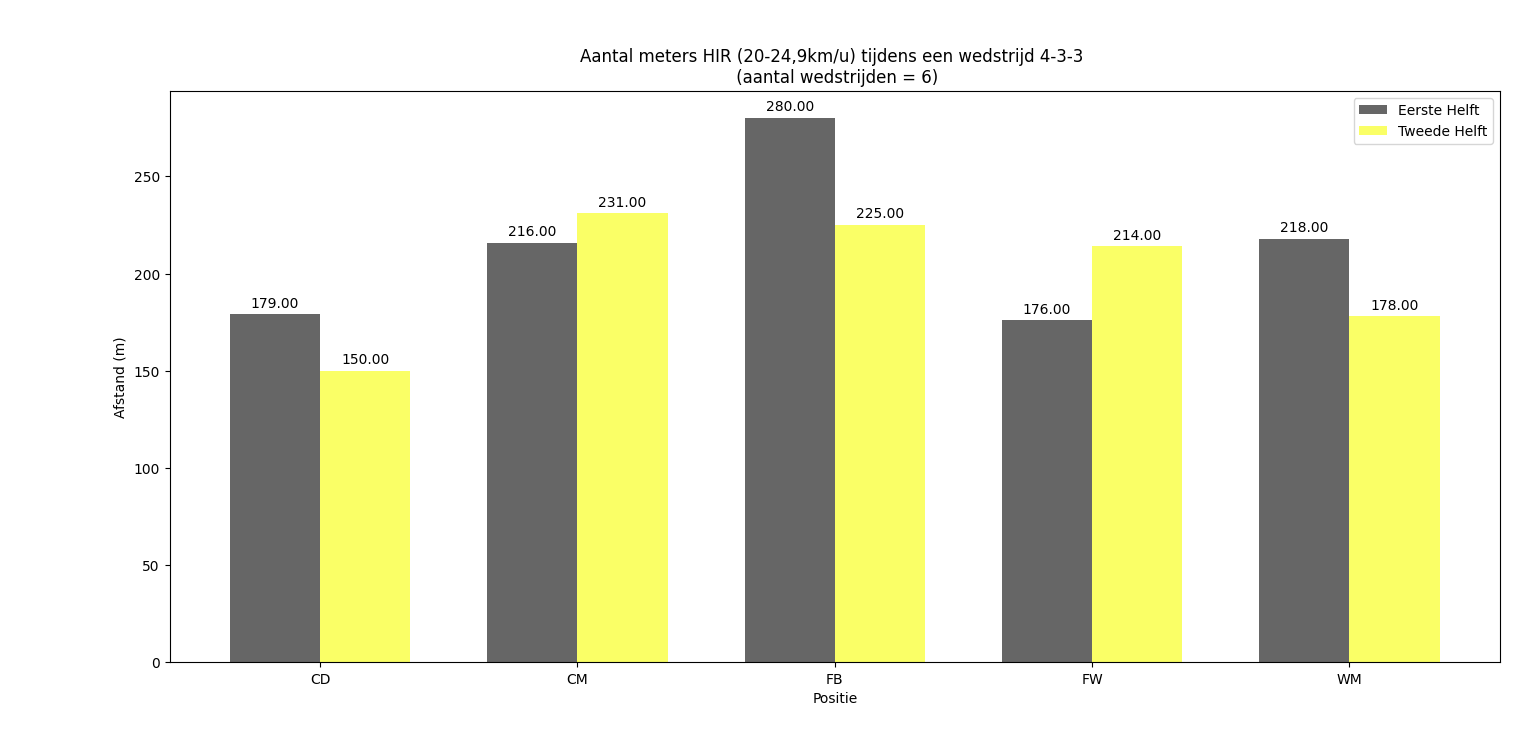 Aantal meters HIR (20-24,9km/u) tijdens een wedstrijd 4-3-3
(aantal wedstrijden = 6)
Eerste Helft
Tweede Helft
Afstand (m)
250
200
150
100
50
0
179.00
150.00
216.00
231.00
280.00
225.00
176.00
214.00
218.00
178.00
CD
CM
FB
FW
WM
Positie